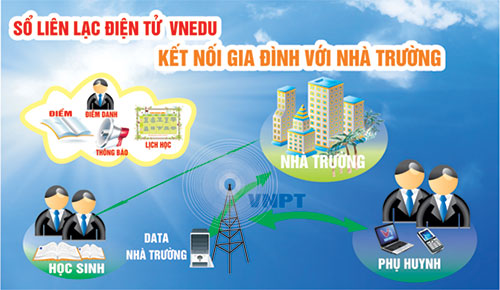 SỔ LIÊN LẠC ĐIỆN TỬ VNEDU
KẾT NỐI GIA ĐÌNH VỚI NHÀ TRƯỜNG
ĐIỂM
ĐIỂM DANH
THÔNG BÁO
LỊCH HỌC
NHÀ TRƯỜNG
VNPT
HỌC SINH
DATA
NHÀ TRƯỜNG
PHỤ HUYNH